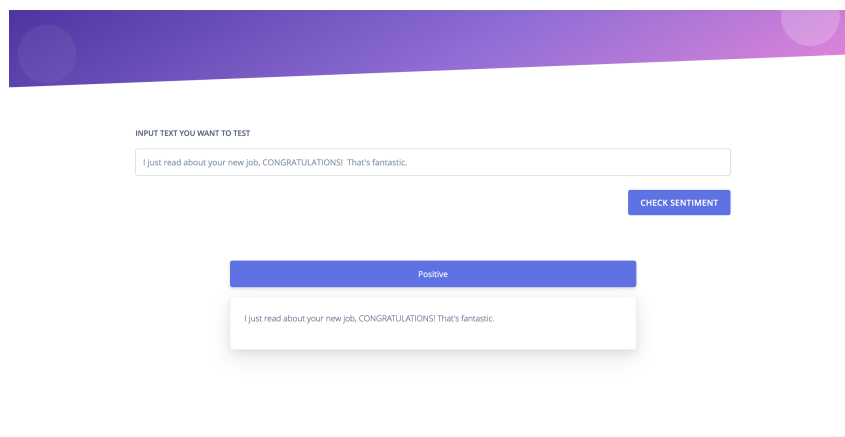 INPUT TEXT YOU WANT TO TEST
I just read about your new job, CONGRATULATIONS!  That's fantastic.
CHECK SENTIMENT
Positive
I just read about your new job, CONGRATULATIONS! That's fantastic.